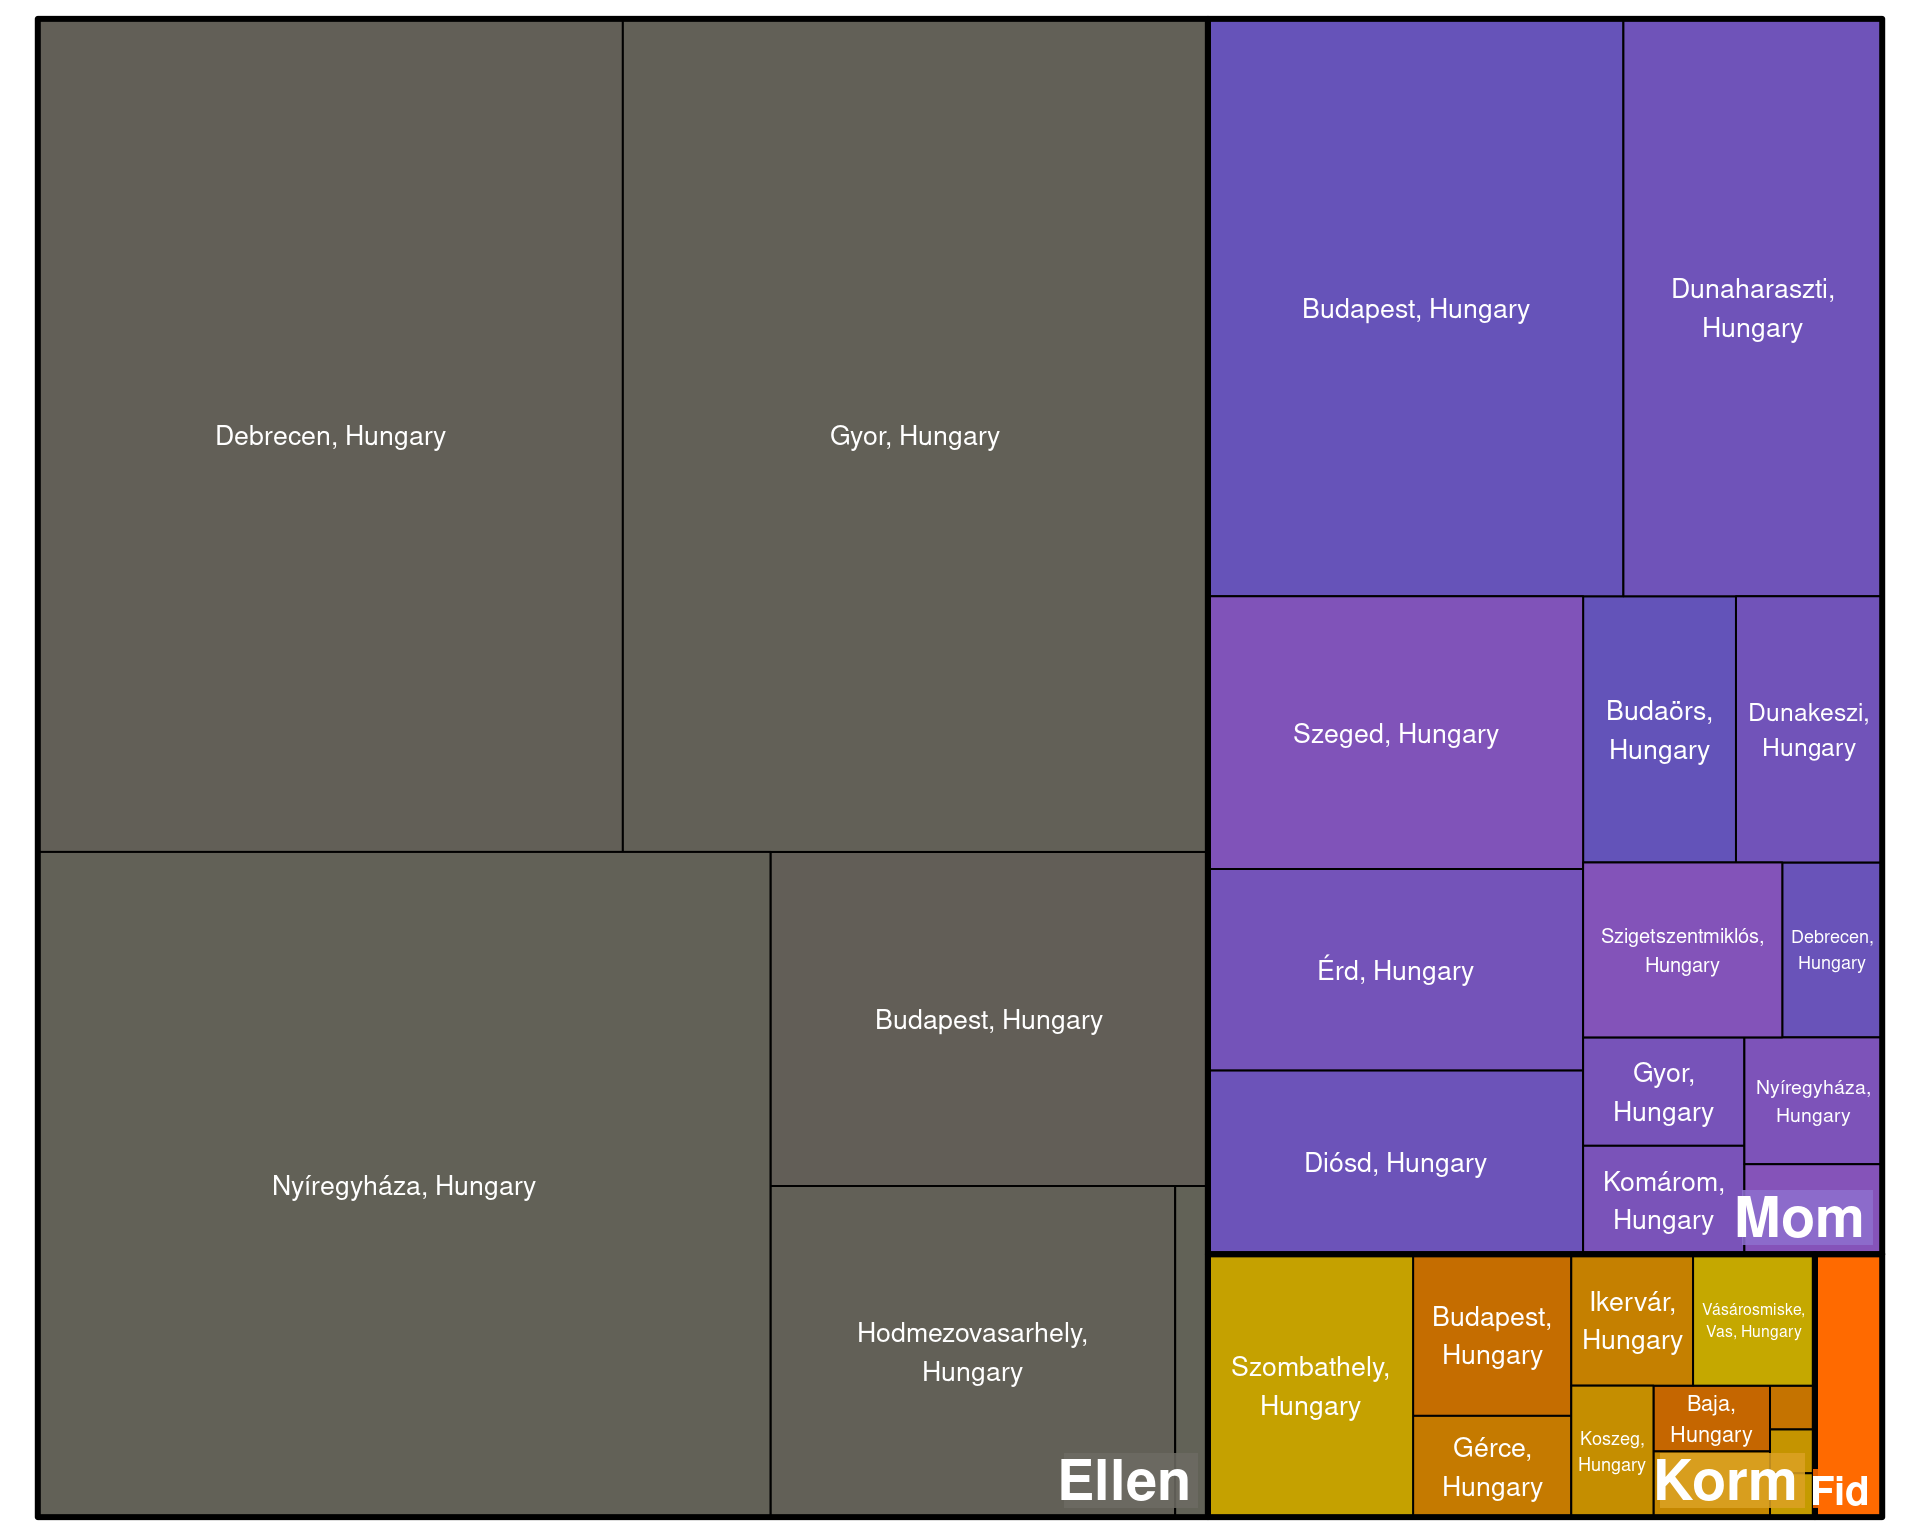 Debrecen, Hungary
Gyor, Hungary
Nyíregyháza, Hungary
Budapest, Hungary
Hodmezovasarhely,
Hungary
Ellen
Budapest, Hungary
Dunaharaszti,
Hungary
Szeged, Hungary
Budaörs,
Hungary
Dunakeszi,
Hungary
Érd, Hungary
Szigetszentmiklós,
Hungary
Debrecen,
Hungary
Diósd, Hungary
Gyor,
Hungary
Nyíregyháza,
Hungary
Komárom,
Hungary
Mom
Szombathely,
Hungary
Budapest,
Hungary
Gérce,
Hungary
Ikervár,
Hungary
Vásárosmiske,
Vas, Hungary
Koszeg,
Hungary
Baja,
Hungary
Korm
Fid